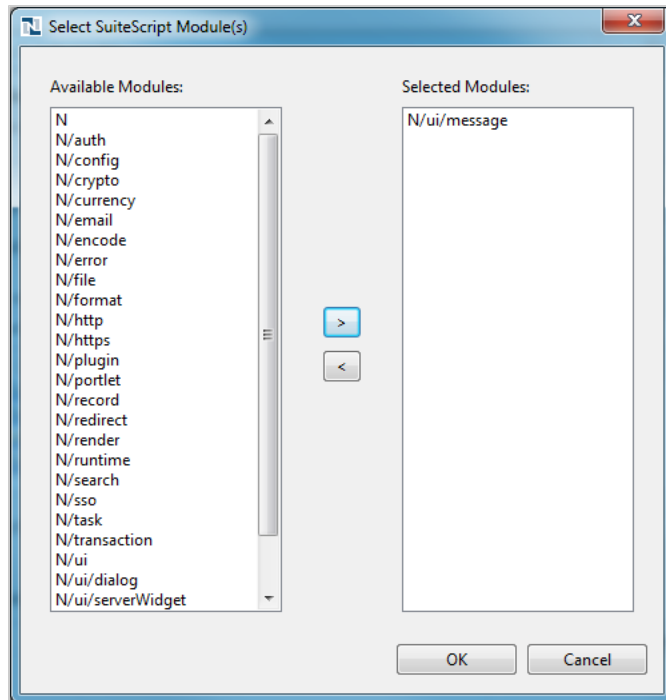 Select SuiteScript Module(s)
Available Modules:
N
N/auth
N/config
N/crypto
N/currency
N/email
N/encode
N/error
N/file
N/format
N/http
N/https
N/plugin
N/portlet
N/record
N/redirect
N/render
N/runtime
N/search
N/sso
N/task
N/transaction
N/ui
N/ui/dialog
N/ui/serverWidget
>
<
Selected Modules:
N/ui/message
OK
Cancel